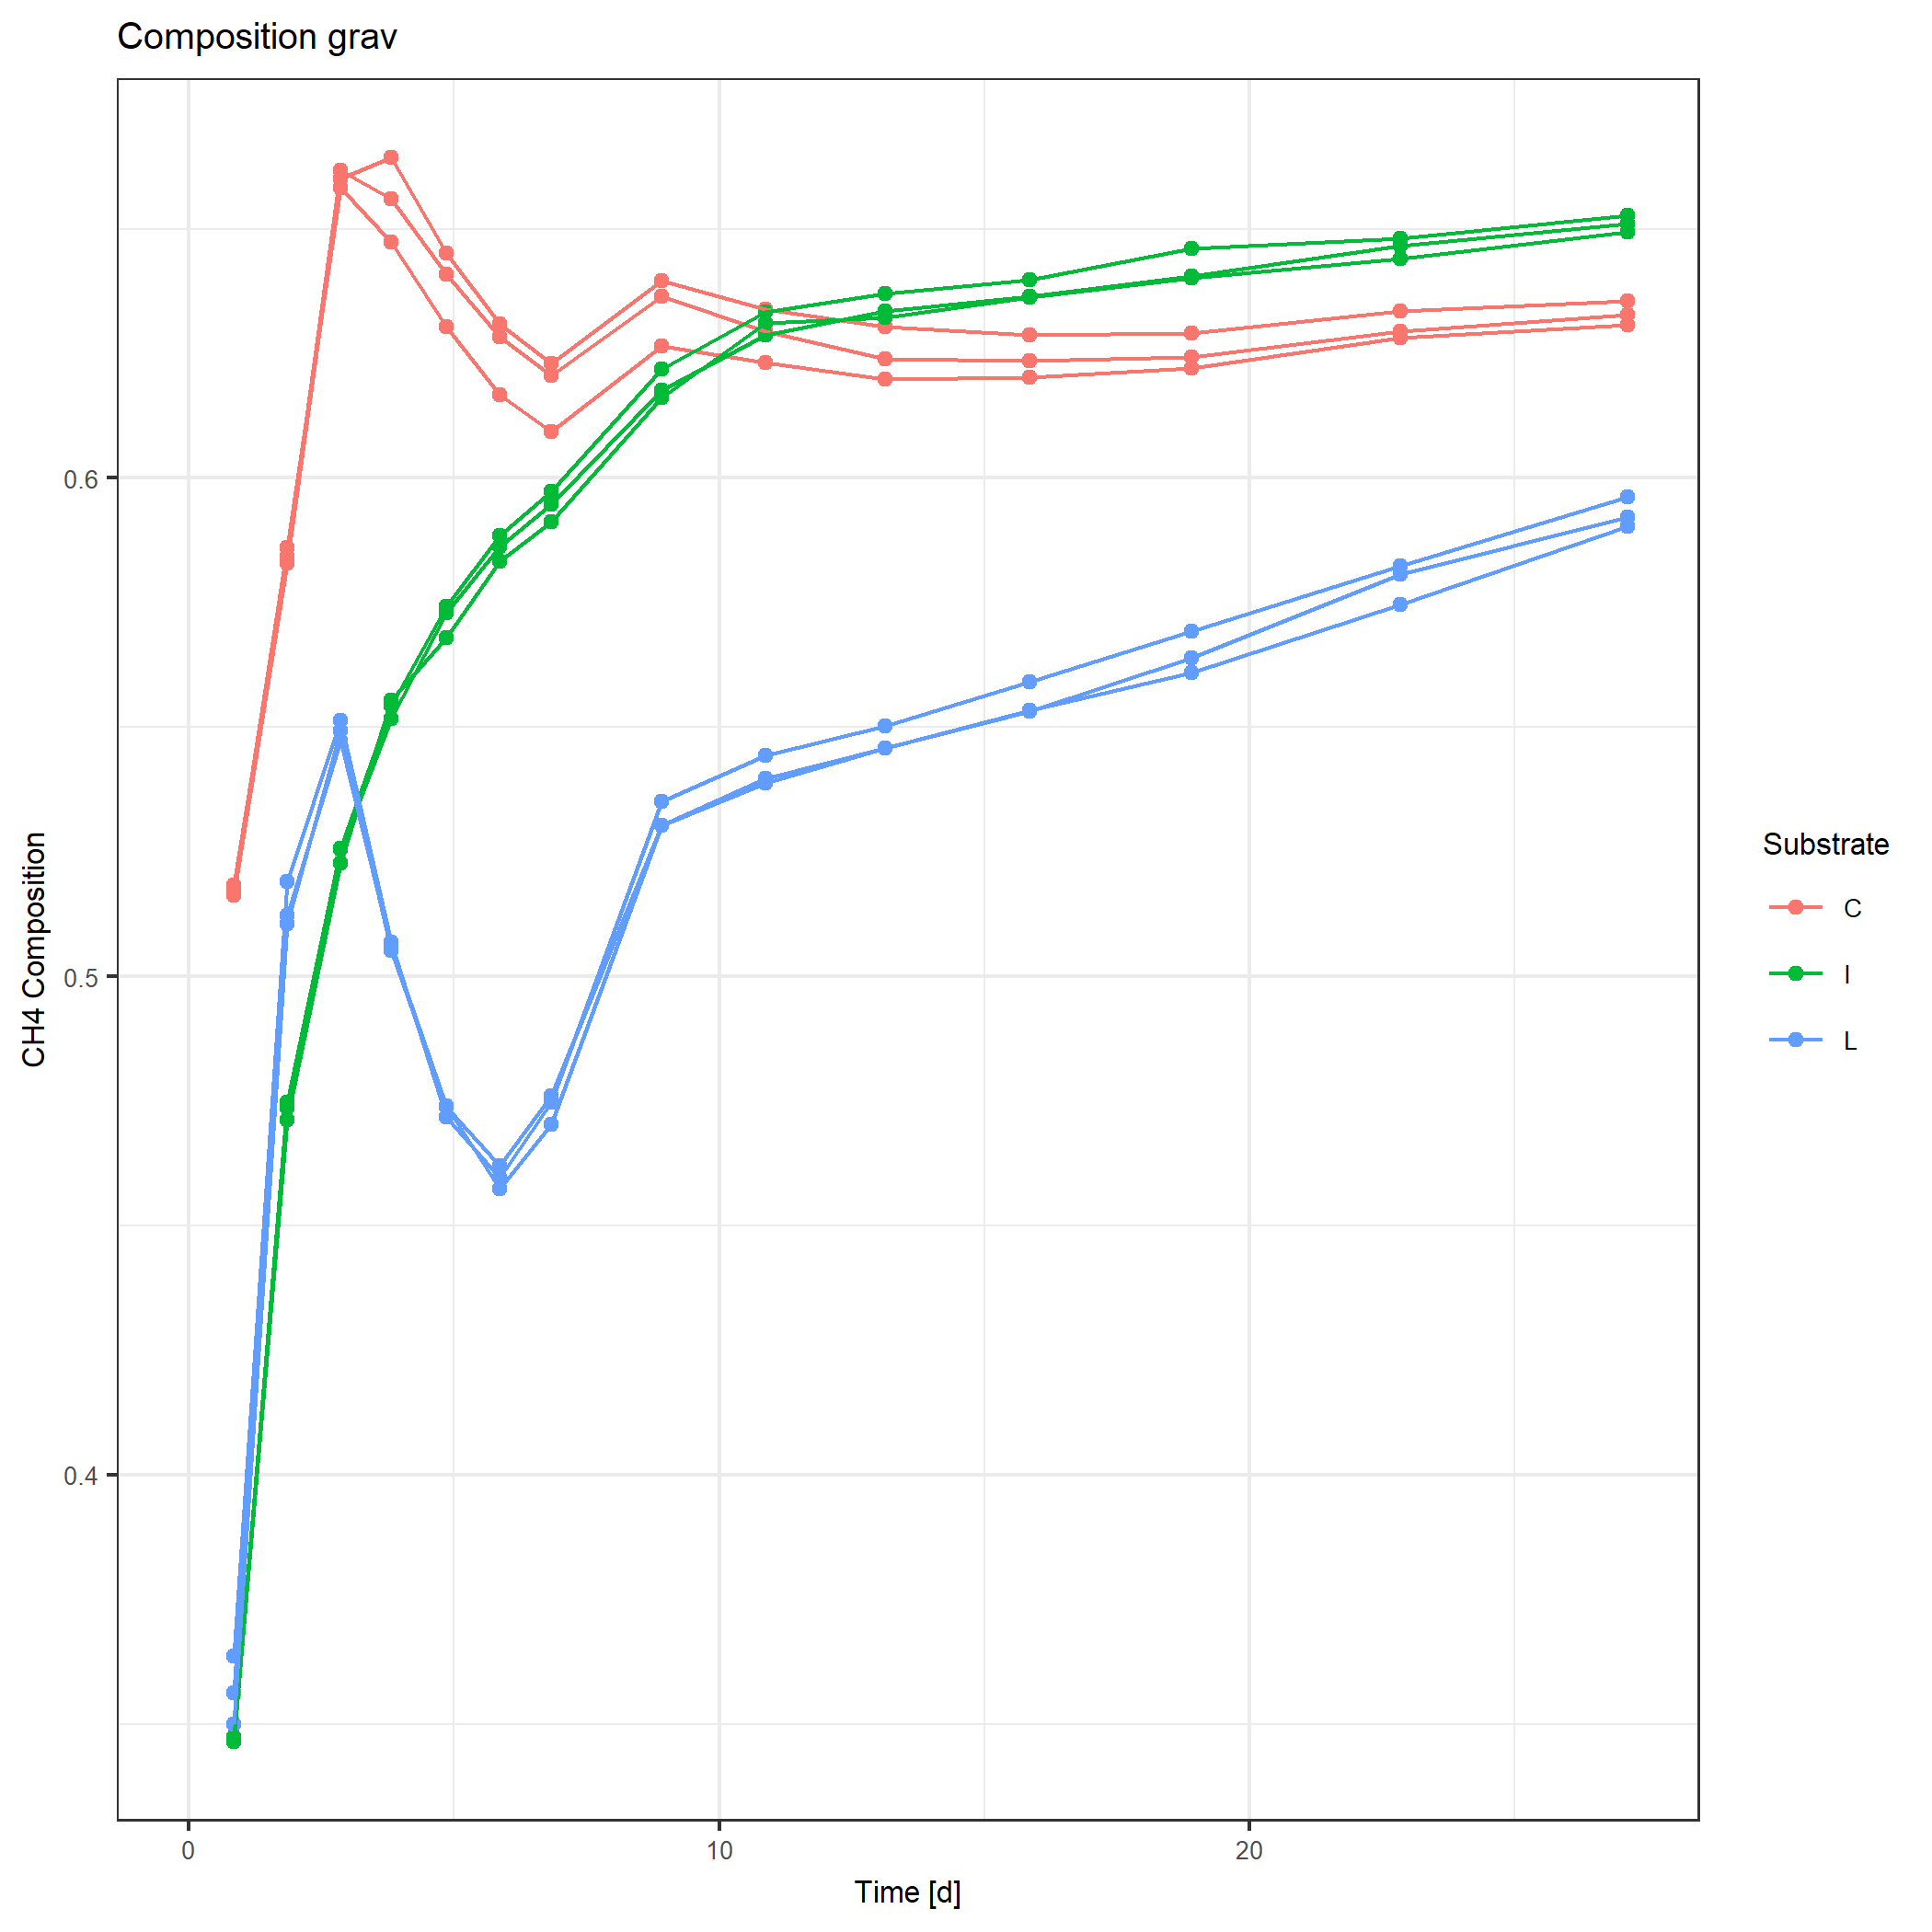 Composition grav
0.6
0.5
0.4
CH4 Composition
0
10
20
Time [d]
Substrate
C
I
L